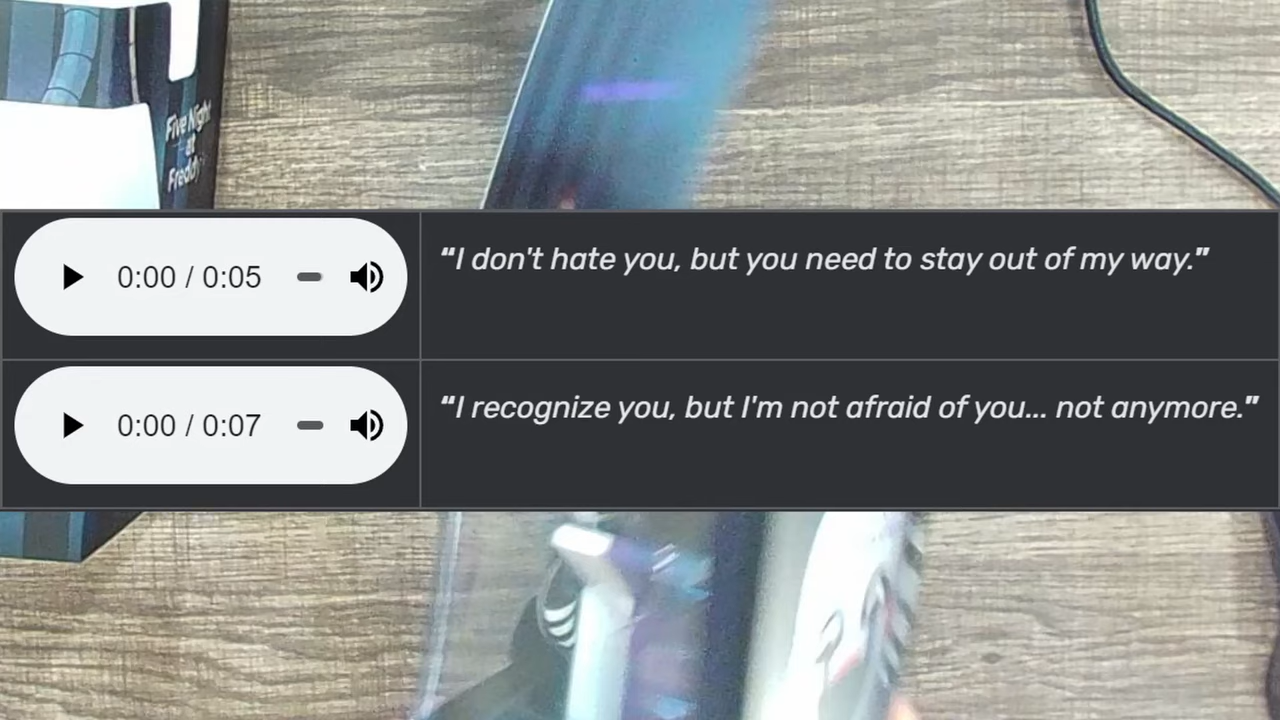 Five Night
at
Freddy's
0:00 / 0:05
“I don't hate you, but you need to stay out of my way.”
0:00 / 0:07
“I recognize you, but I'm not afraid of you... not anymore.”